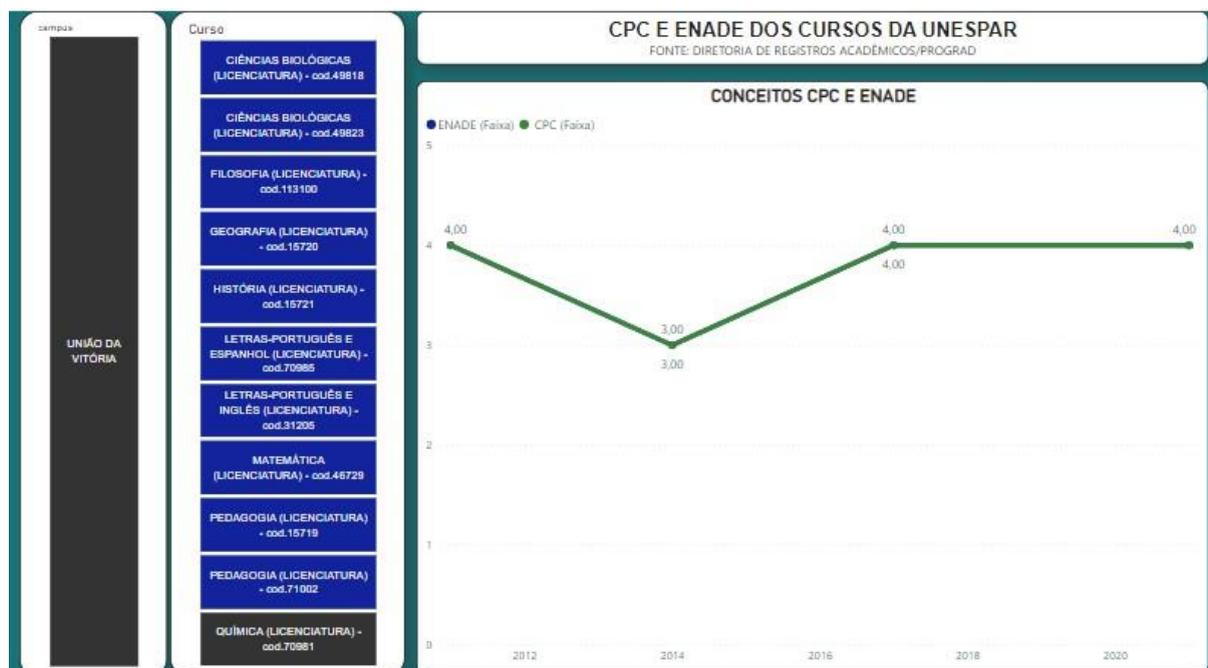 campus
UNIÃO DA
VITÓRIA
Curso
CIÊNCIAS BIOLÓGICAS
(LICENCIATURA) - cod.49818
CIÊNCIAS BIOLÓGICAS
(LICENCIATURA) - cod.49823
FILOSOFIA (LICENCIATURA) -
cod.113100
GEOGRAFIA (LICENCIATURA)
- cod.15720
HISTÓRIA (LICENCIATURA) -
cod.15721
LETRAS-PORTUGUÊS E
ESPANHOL (LICENCIATURA) -
cod.70985
LETRAS-PORTUGUÊS E
INGLÊS (LICENCIATURA) -
cod.31205
MATEMÁTICA
(LICENCIATURA) - cod.46729
PEDAGOGIA (LICENCIATURA)
- cod.15719
PEDAGOGIA (LICENCIATURA)
- cod.71002
QUÍMICA (LICENCIATURA) -
cod.70981
CPC E ENADE DOS CURSOS DA UNESPAR
FONTE: DIRETORIA DE REGISTROS ACADÊMICOS/PROGRAD
CONCEITOS CPC E ENADE
ENADE (Faixa) CPC (Faixa)
5
4,00 4,00 4,00
4
4,00
3,00
3
3,00
2
1
0
2012 2014 2016 2018 2020